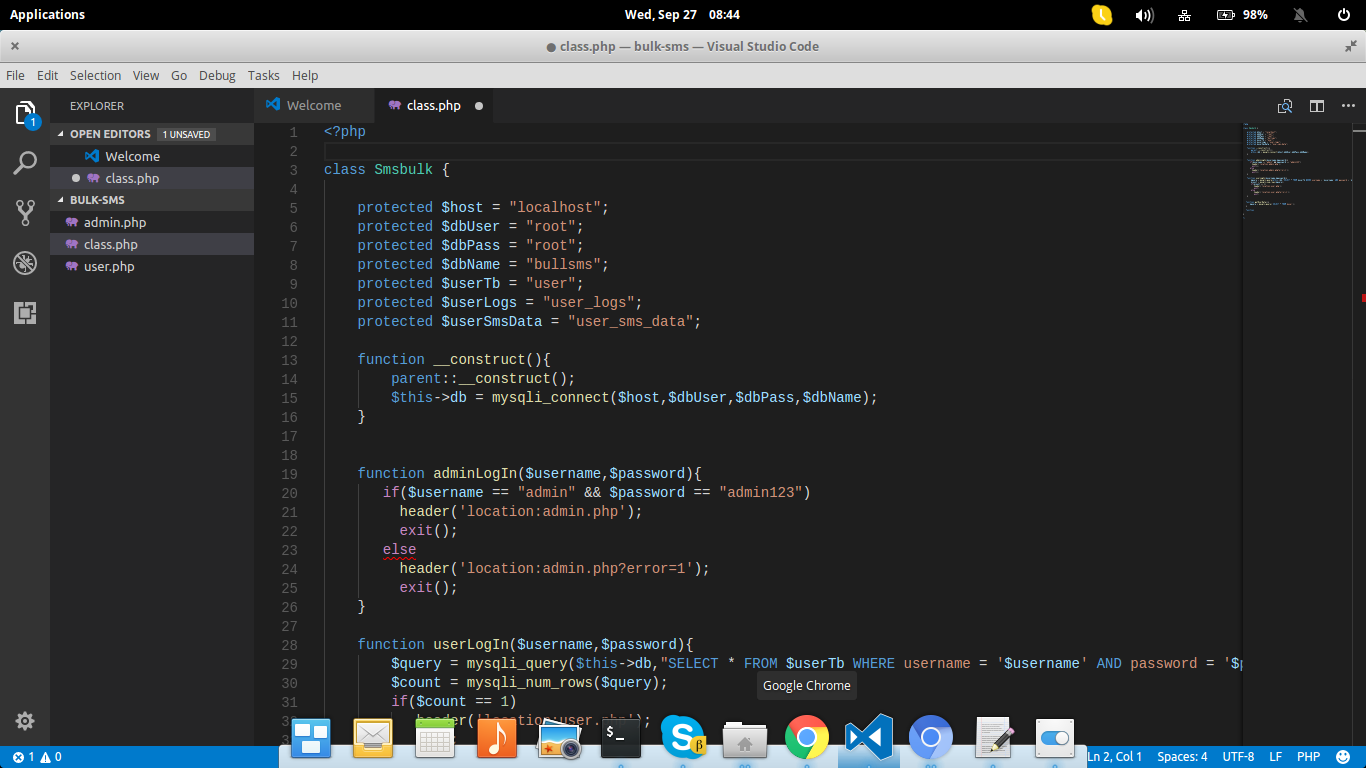 Applications
Wed, Sep 27 08:44
98%
● class.php — bulk-sms — Visual Studio Code
File Edit Selection View Go Debug Tasks Help
EXPLORER
OPEN EDITORS 1 UNSAVED
Welcome
class.php
BULK-SMS
admin.php
class.php
user.php
1
Welcome
class.php
1 <?php
2
3 class Smsbulk {
4
5 protected $host = "localhost";
6 protected $dbUser = "root";
7 protected $dbPass = "root";
8 protected $dbName = "bullsms";
9 protected $userTb = "user";
10 protected $userLogs = "user_logs";
11 protected $userSmsData = "user_sms_data";
12
13 function __construct(){
14 parent::__construct();
15 $this->db = mysqli_connect($host,$dbUser,$dbPass,$dbName);
16 }
17
18
19 function adminLogIn($username,$password){
20 if($username == "admin" && $password == "admin123")
21 header('location:admin.php');
22 exit();
23 else
24 header('location:admin.php?error=1');
25 exit();
26 }
27
28 function userLogIn($username,$password){
29 $query = mysqli_query($this->db,"SELECT * FROM $userTb WHERE username = '$username' AND password = '$
30 $count = mysqli_num_rows($query);
31 if($count == 1)
header('location:user.php');
Google Chrome
$_
S β
1 0
Ln 2, Col 1 Spaces: 4 UTF-8 LF PHP